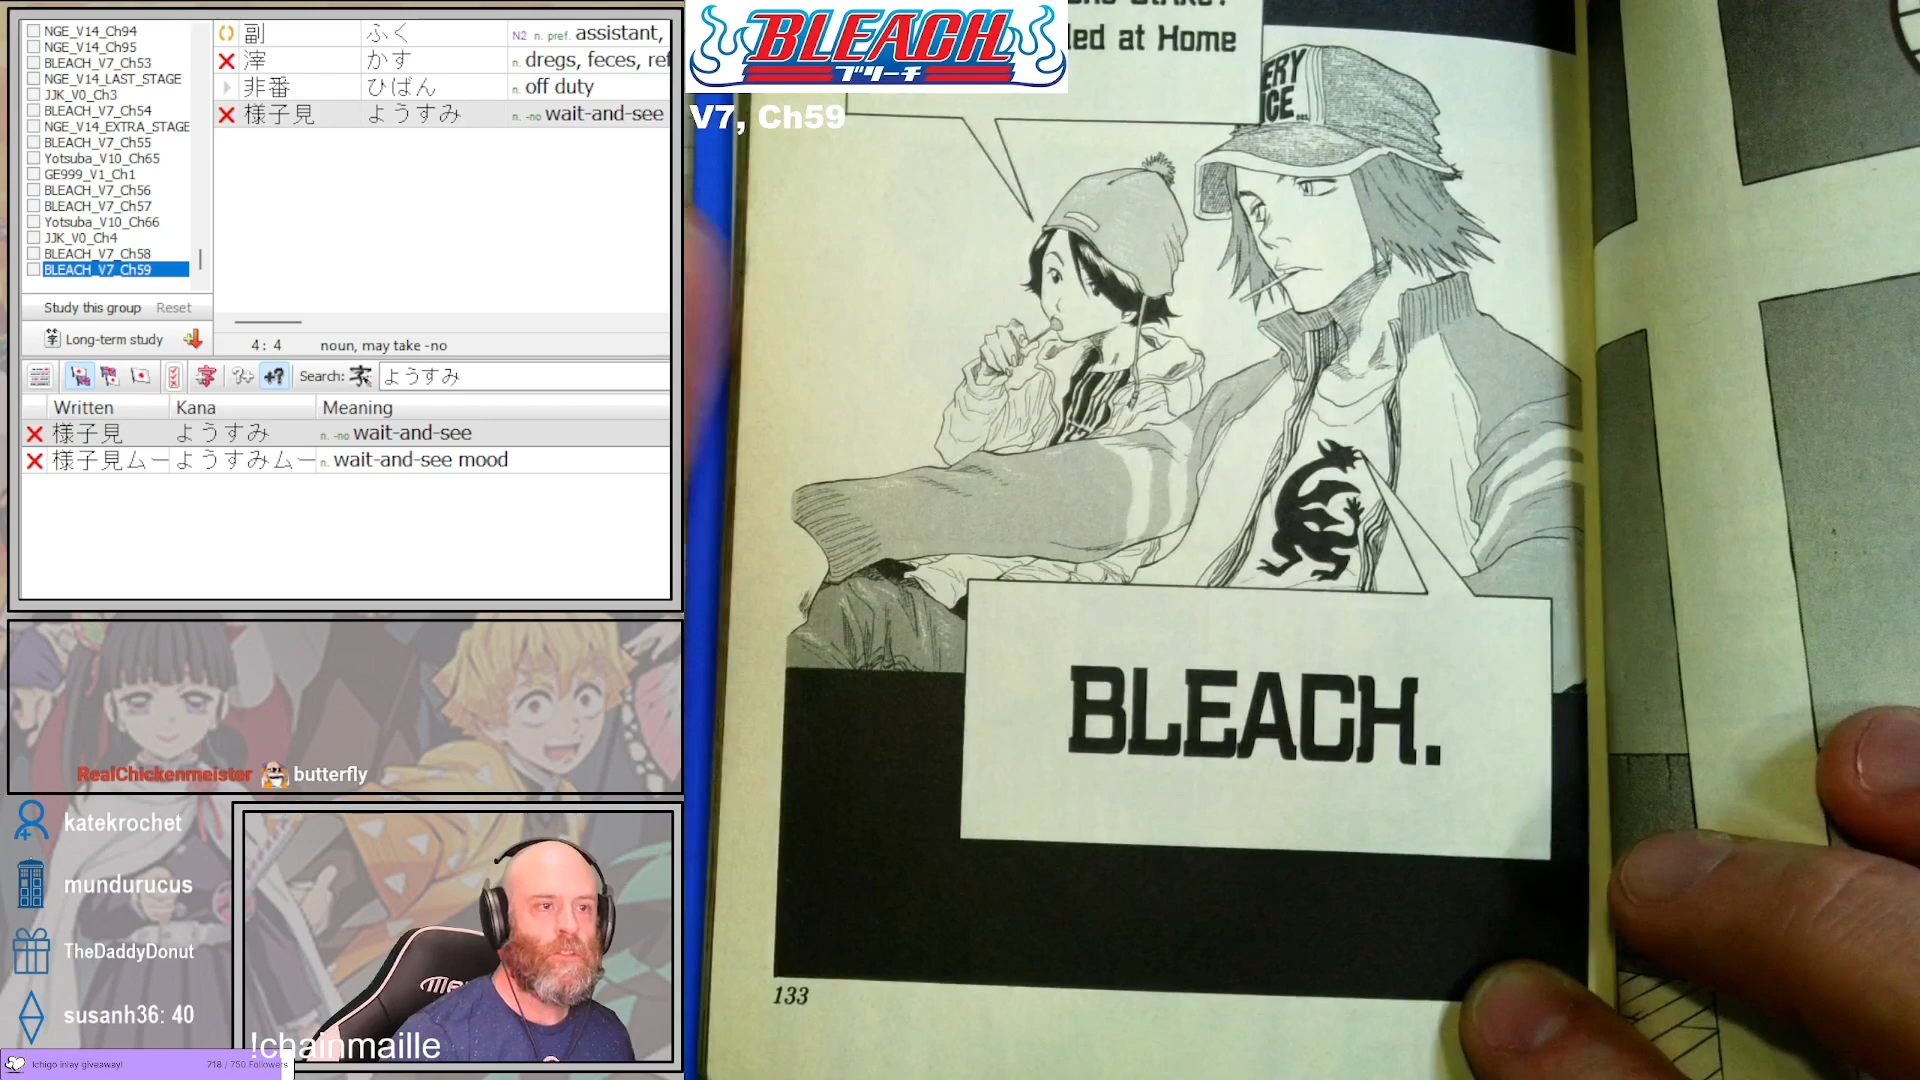 NGE_V14_Ch94
NGE_V14_Ch95
BLEACH_V7_Ch53
NGE_V14_LAST_STAGE
JJK_V0_Ch3
BLEACH_V7_Ch54
NGE_V14_EXTRA_STAGE
BLEACH_V7_Ch55
Yotsuba_V10_Ch65
GE999_V1_Ch1
BLEACH_V7_Ch56
BLEACH_V7_Ch57
Yotsuba_V10_Ch66
JJK_V0_Ch4
BLEACH_V7_Ch58
BLEACH_V7_Ch59
Study this group Reset
Long-term study
副 ふく N2 n. pref. assistant,
滓 かす n. dregs, feces, ref
非番 ひばん n. off duty
様子見 ようすみ n. -no wait-and-see
4: 4 noun, may take -no
Search: ようすみ
Written Kana Meaning
様子見 ようすみ n. -no wait-and-see
様子見ムー ようすみムー n. wait-and-see mood
RealChickenmeister butterfly
katekrochet
mundurucus
TheDaddyDonut
susanh36: 40
Ichigo inlay giveaway! 718 / 750 Followers
!chainmaille
BLEACH
ブリーチ
V7, Ch59
led at Home
ERY
ICE
BLEACH.
133